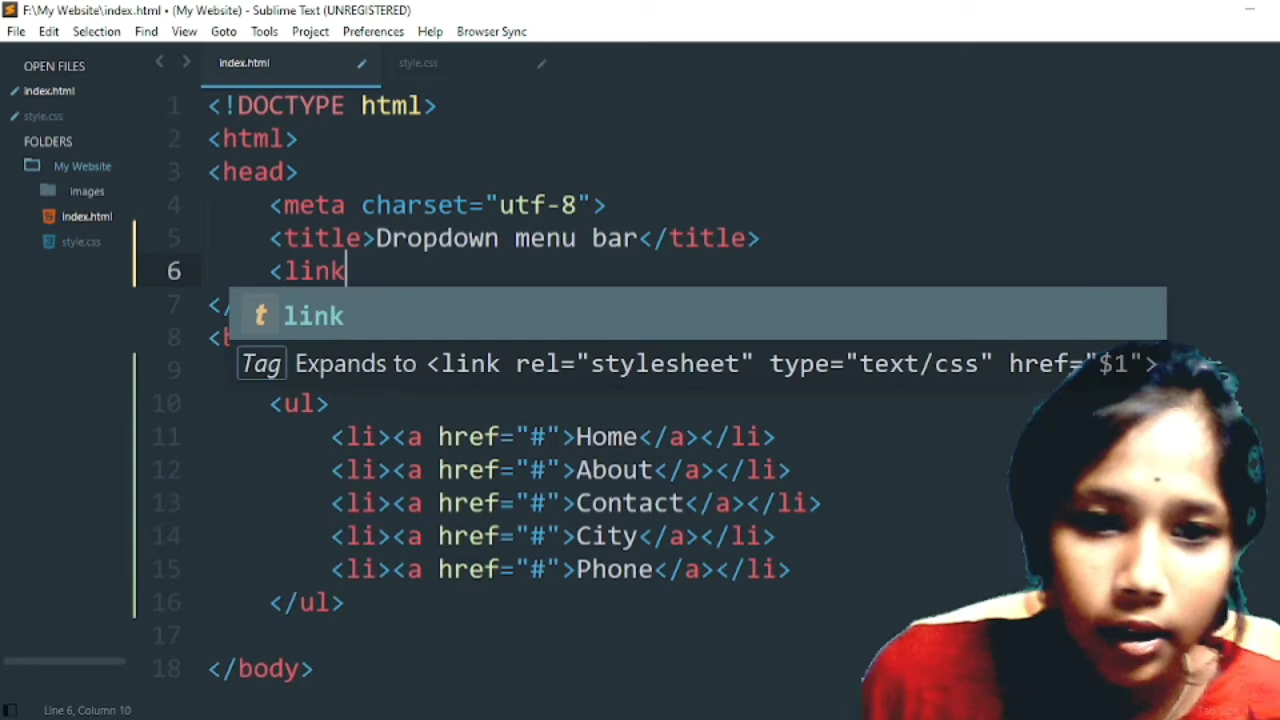 F:\My Website\index.html • (My Website) - Sublime Text (UNREGISTERED)
File Edit Selection Find View Goto Tools Project Preferences Help Browser Sync
OPEN FILES
index.html
style.css
FOLDERS
My Website
images
index.html
style.css
index.html
style.css
1 <!DOCTYPE html>
2 <html>
3 <head>
4 <meta charset="utf-8">
5 <title>Dropdown menu bar</title>
6 <link
7 </
8 <
t link
Tag Expands to <link rel="stylesheet" type="text/css" href="$1">
9
10 <ul>
11 <li><a href="#">Home</a></li>
12 <li><a href="#">About</a></li>
13 <li><a href="#">Contact</a></li>
14 <li><a href="#">City</a></li>
15 <li><a href="#">Phone</a></li>
16 </ul>
17
18 </body>
Line 6, Column 10